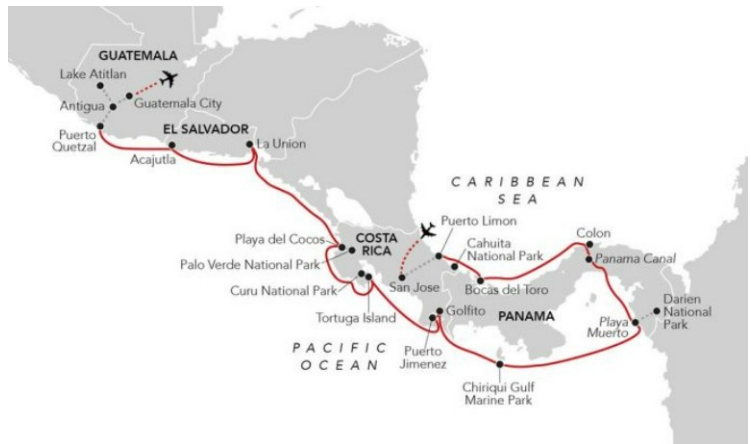 GUATEMALA
Lake Atitlan
Antigua
Guatemala City
Puerto
Quetzal
EL SALVADOR
Acajutla
La Union
CARIBBEAN
SEA
Playa del Cocos
COSTA
RICA
Puerto Limon
Palo Verde National Park
Cahuita
National Park
Colon
Panama Canal
Curu National Park
San Jose
Bocas del Toro
Tortuga Island
Golfito
PANAMA
Darien
National
Park
Playa
Muerto
PACIFIC
OCEAN
Puerto
Jimenez
Chiriqui Gulf
Marine Park